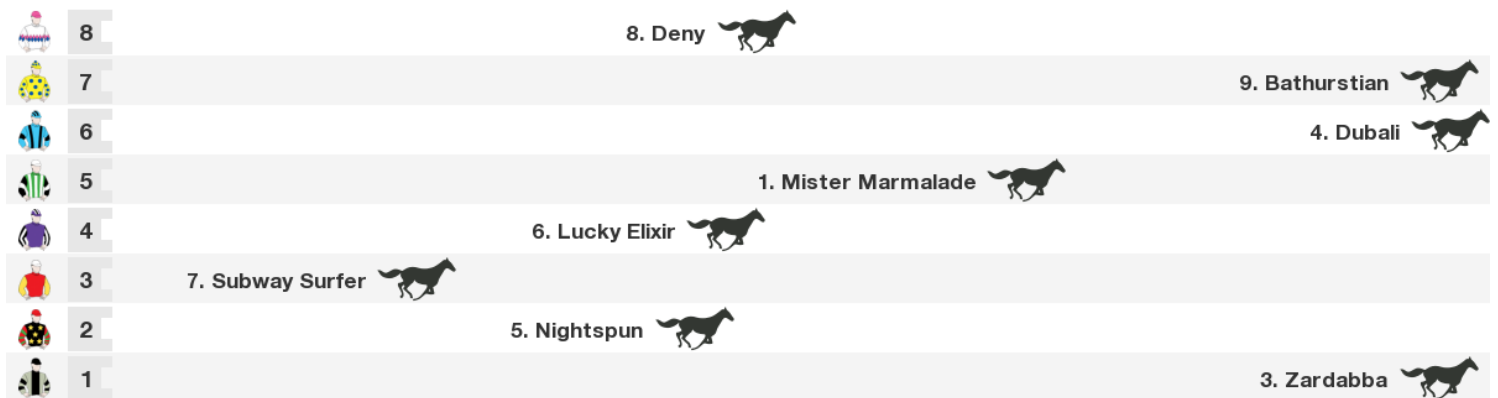 8 8. Deny
7 9. Bathurstian
6 4. Dubali
5 1. Mister Marmalade
4 6. Lucky Elixir
3 7. Subway Surfer
2 5. Nightspun
1 3. Zardabba